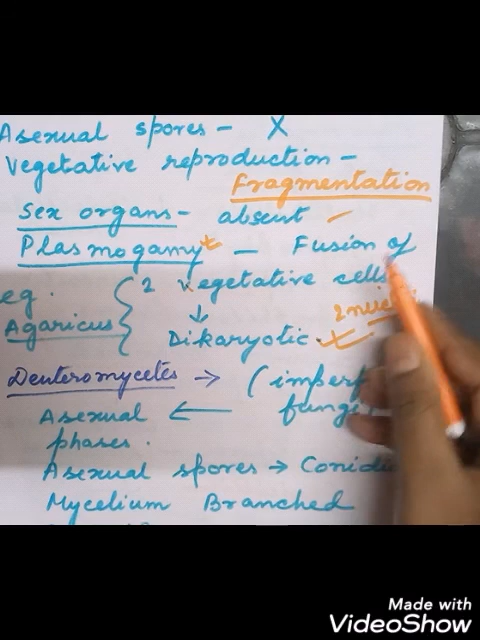 Asexual spores - X
Vegetative reproduction -
Fragmentation
Sex organs - absent
Plasmogamy - Fusion of
eg. 2 vegetative cells
Agaricus Dikaryotic
Deuteromycetes → (imperf
Asexual ← fungi
phases.
Asexual spores → Conidi
Mycelium Branched
Made with
VideoShow